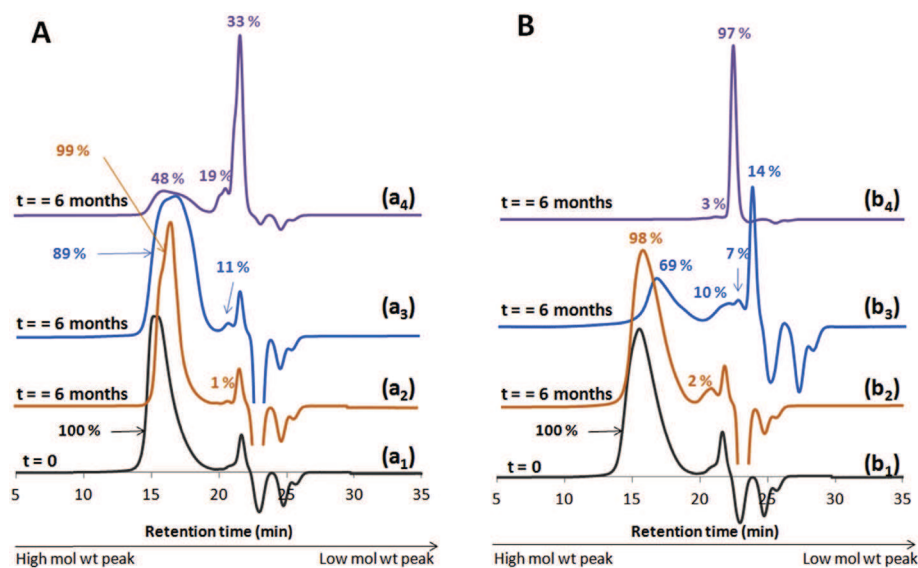 A
33 %
99 %
48 %
19 %
t = = 6 months
(a4)
89 %
11 %
t = = 6 months
(a3)
1 %
t = = 6 months
(a2)
100 %
t = 0
(a1)
5 10 15 20 25 30 35
Retention time (min)
High mol wt peak Low mol wt peak
B
97 %
14 %
3 %
t = = 6 months
(b4)
98 %
69 %
7 %
10 %
t = = 6 months
(b3)
2 %
t = = 6 months
(b2)
100 %
t = 0
(b1)
5 10 15 20 25 30 35
Retention time (min)
High mol wt peak Low mol wt peak